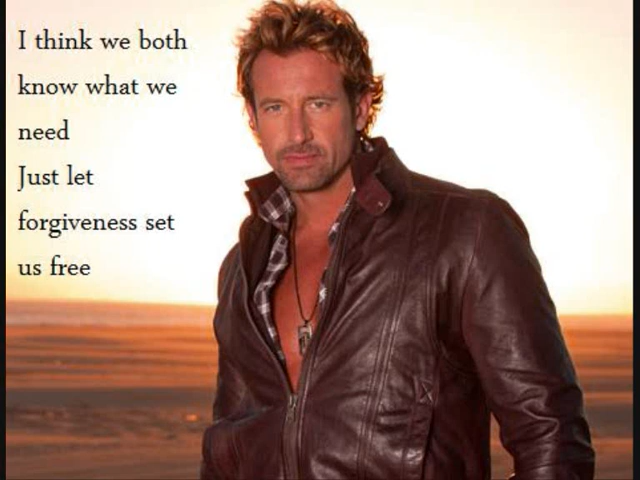 I think we both
know what we
need
Just let
forgiveness set
us free